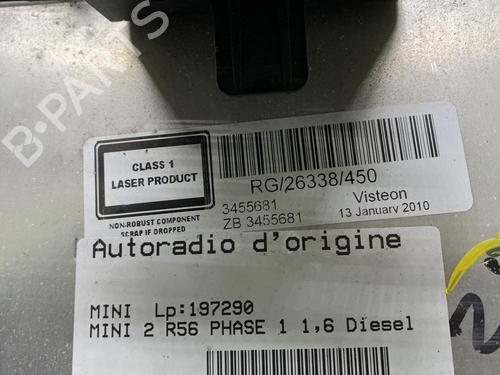 B-PARTS
CLASS 1
LASER PRODUCT
NON-ROBUST COMPONENT
SCRAP IF DROPPED
RG/26338/450
3455681
ZB 3455681
Visteon
13 January 2010
Autoradio d'origine
MINI Lp:197290
MINI 2 R56 PHASE 1 1,6 Diesel